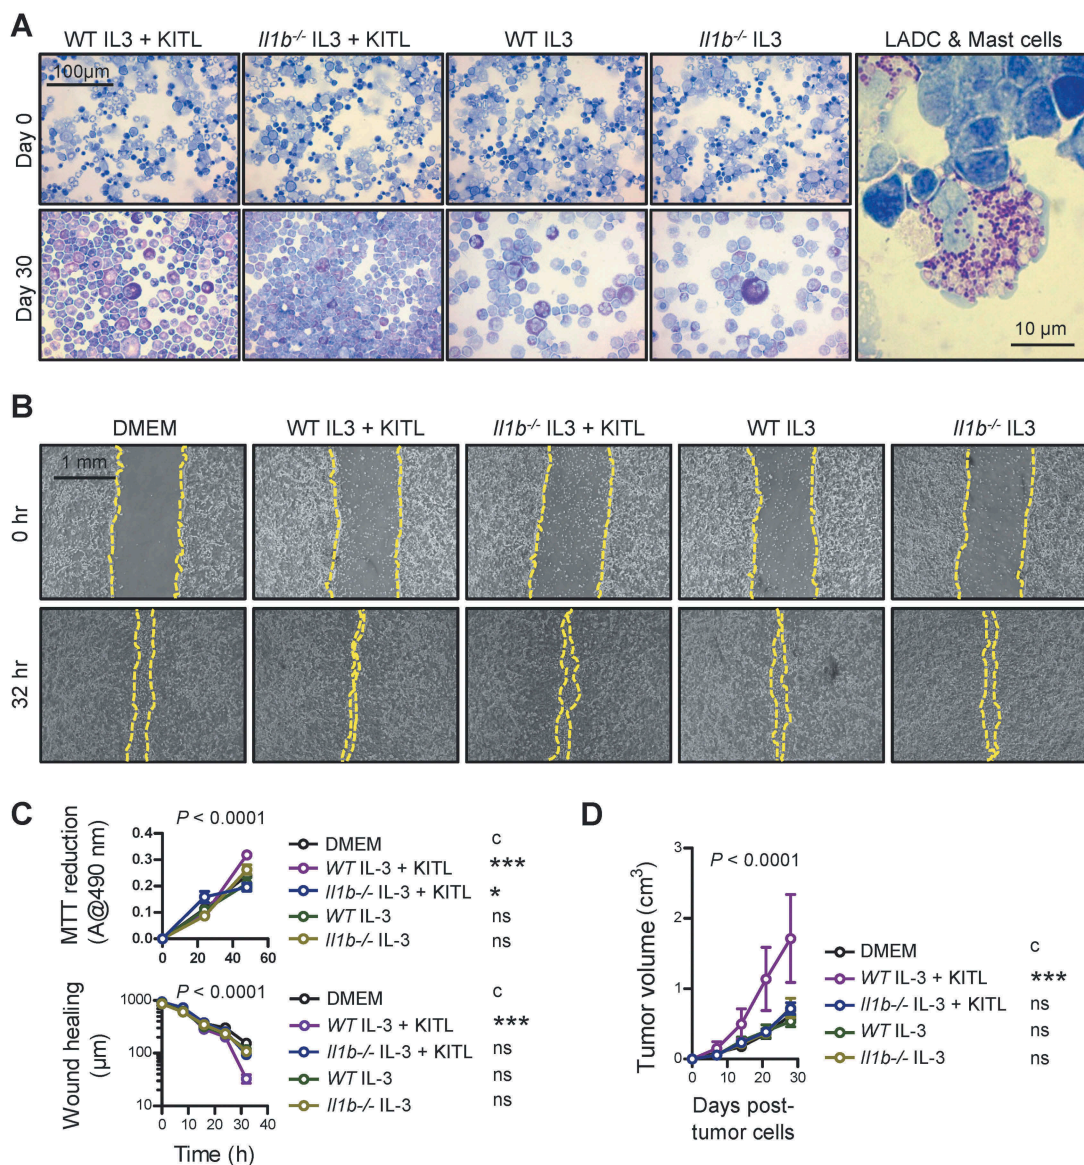 A
WT IL3 + KITL
Il1b-/- IL3 + KITL
WT IL3
Il1b-/- IL3
LADC & Mast cells
100µm
Day 0
Day 30
10 µm
B
DMEM
WT IL3 + KITL
Il1b-/- IL3 + KITL
WT IL3
Il1b-/- IL3
1 mm
0 hr
32 hr
C
MTT reduction
(A@490 nm)
P < 0.0001
0.4
0.3
0.2
0.1
0.0
0 20 40 60
DMEM c
WT IL-3 + KITL ***
Il1b-/- IL-3 + KITL *
WT IL-3 ns
Il1b-/- IL-3 ns
Wound healing
(µm)
P < 0.0001
1000
100
10
0 10 20 30 40
Time (h)
DMEM c
WT IL-3 + KITL ***
Il1b-/- IL-3 + KITL ns
WT IL-3 ns
Il1b-/- IL-3 ns
D
Tumor volume (cm3)
P < 0.0001
3
2
1
0
0 10 20 30
Days post-
tumor cells
DMEM c
WT IL-3 + KITL ***
Il1b-/- IL-3 + KITL ns
WT IL-3 ns
Il1b-/- IL-3 ns